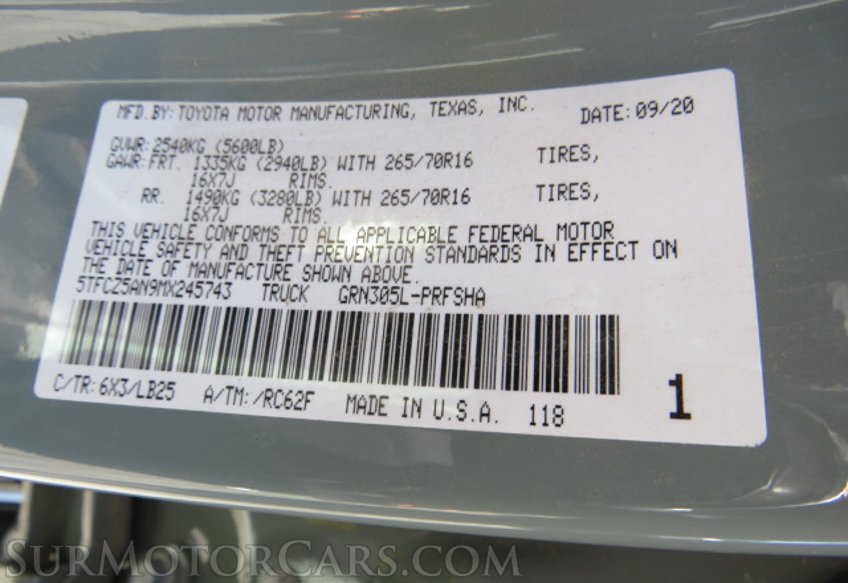 MFD. BY: TOYOTA MOTOR MANUFACTURING, TEXAS, INC. DATE: 09/20
GVWR: 2540KG (5600LB)
GAWR: FRT. 1335KG (2940LB) WITH 265/70R16 TIRES,
16X7J RIMS.
RR. 1490KG (3280LB) WITH 265/70R16 TIRES,
16X7J RIMS.
THIS VEHICLE CONFORMS TO ALL APPLICABLE FEDERAL MOTOR
VEHICLE SAFETY AND THEFT PREVENTION STANDARDS IN EFFECT ON
THE DATE OF MANUFACTURE SHOWN ABOVE.
5TFCZ5AN9MX245743 TRUCK GRN305L-PRFSHA
C/TR: 6X3/LB25 A/TM: /RC62F MADE IN U.S.A. 118 1
SurMotorCars.com